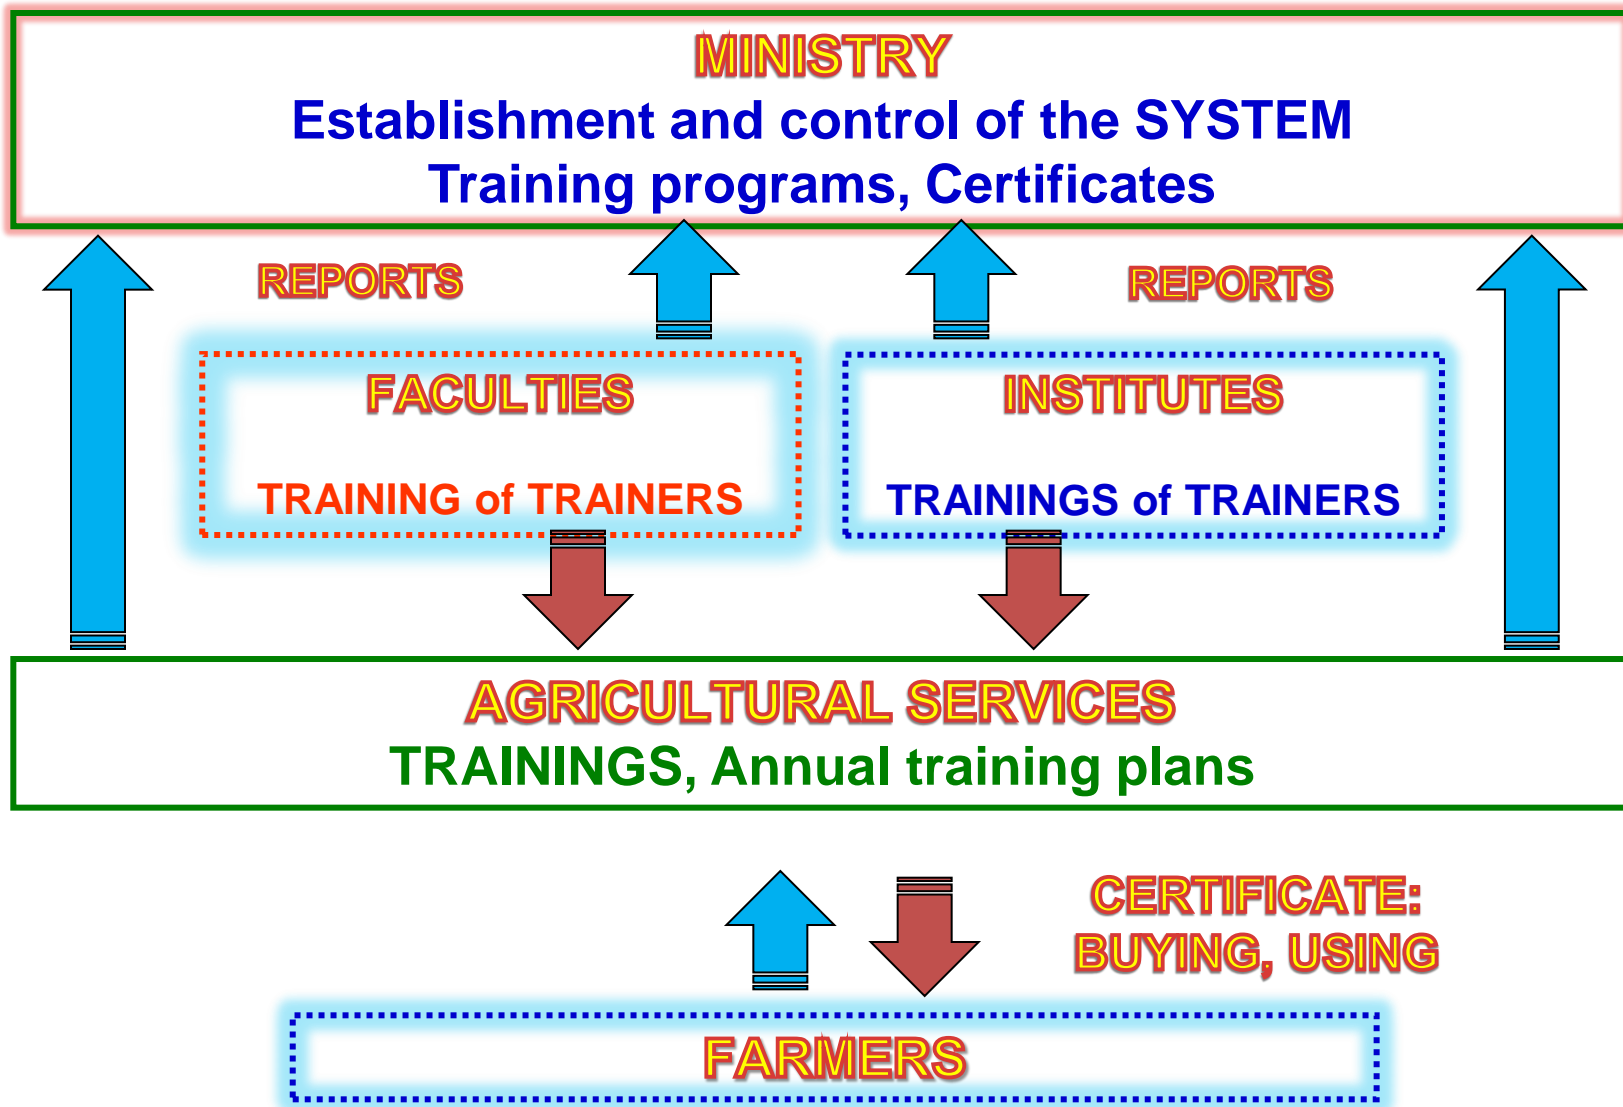 MINISTRY
Establishment and control of the SYSTEM
Training programs, Certificates
REPORTS
REPORTS
FACULTIES
TRAINING of TRAINERS
INSTITUTES
TRAININGS of TRAINERS
AGRICULTURAL SERVICES
TRAININGS, Annual training plans
CERTIFICATE:
BUYING, USING
FARMERS